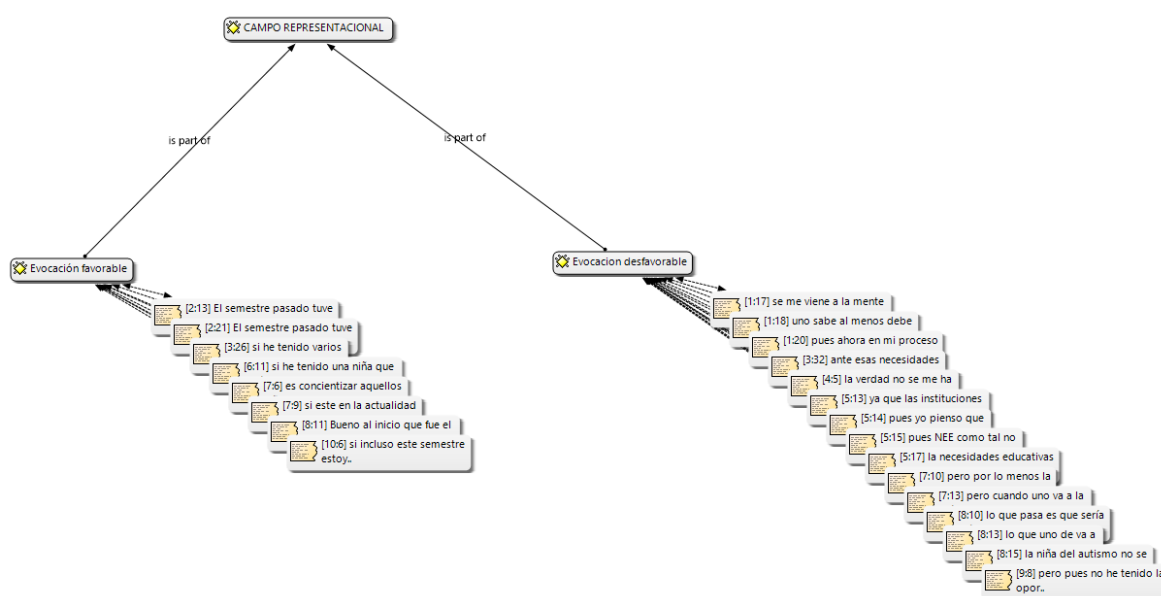 CAMPO REPRESENTACIONAL
is part of
is part of
Evocación favorable
Evocacion desfavorable
[2:13] El semestre pasado tuve
[2:21] El semestre pasado tuve
[3:26] si he tenido varios
[6:11] si he tenido una niña que
[7:6] es concientizar aquellos
[7:9] si este en la actualidad
[8:11] Bueno al inicio que fue el
[10:6] si incluso este semestre
estoy..
[1:17] se me viene a la mente
[1:18] uno sabe al menos debe
[1:20] pues ahora en mi proceso
[3:32] ante esas necesidades
[4:5] la verdad no se me ha
[5:13] ya que las instituciones
[5:14] pues yo pienso que
[5:15] pues NEE como tal no
[5:17] la necesidades educativas
[7:10] pero por lo menos la
[7:13] pero cuando uno va a la
[8:10] lo que pasa es que sería
[8:13] lo que uno de va a
[8:15] la niña del autismo no se
[9:8] pero pues no he tenido la
opor..